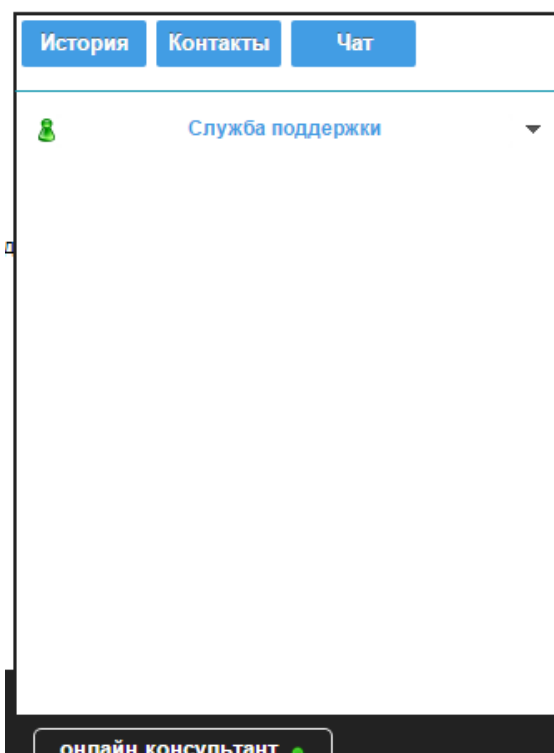 История Контакты Чат
Служба поддержки
д
онлайн консультант